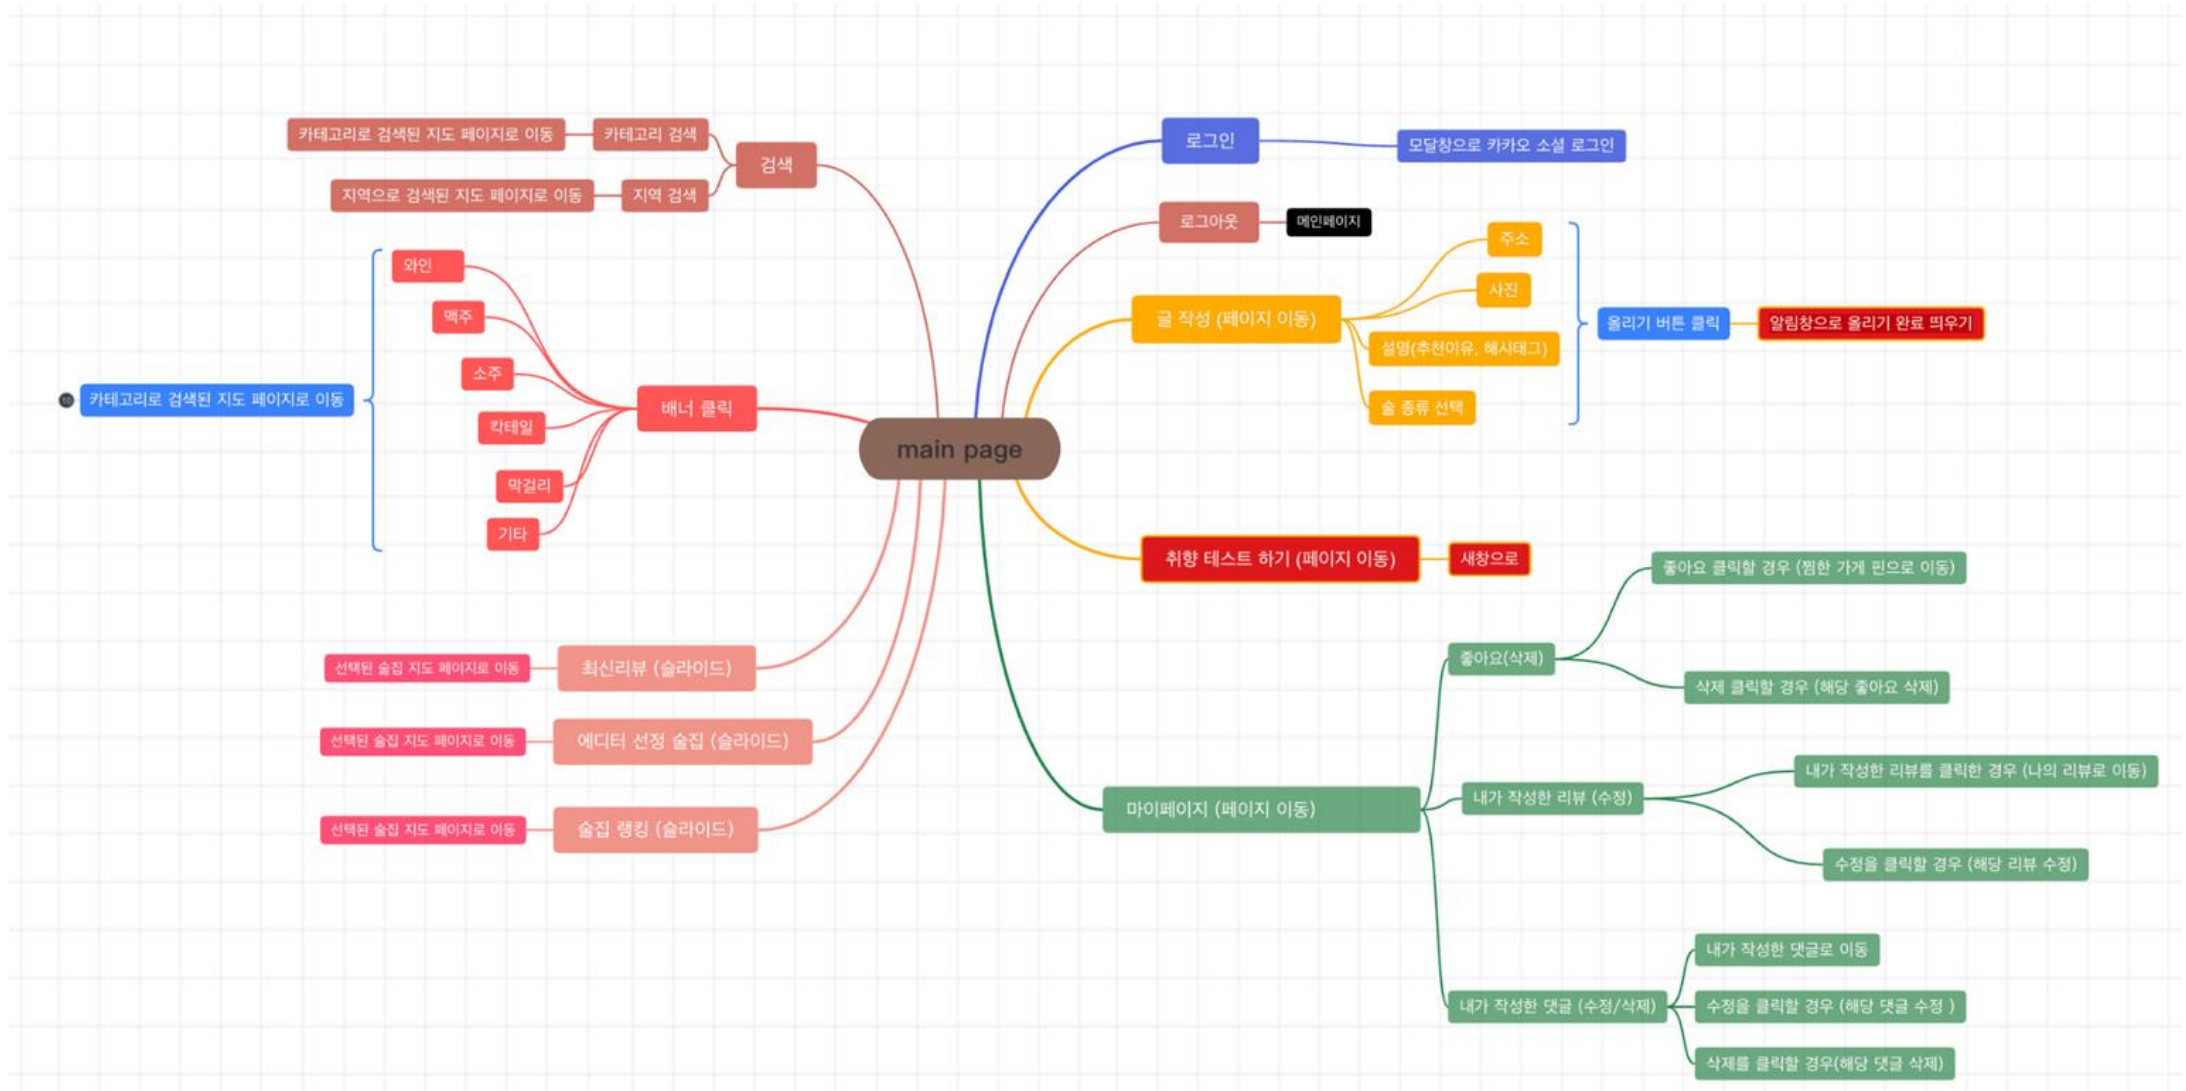 카테고리로 검색된 지도 페이지로 이동
카테고리 검색
지역으로 검색된 지도 페이지로 이동
지역 검색
검색
와인
맥주
소주
칵테일
막걸리
기타
카테고리로 검색된 지도 페이지로 이동
10
배너 클릭
main page
선택된 술집 지도 페이지로 이동
최신리뷰 (슬라이드)
선택된 술집 지도 페이지로 이동
에디터 선정 술집 (슬라이드)
선택된 술집 지도 페이지로 이동
술집 랭킹 (슬라이드)
로그인
모달창으로 카카오 소셜 로그인
로그아웃
메인페이지
글 작성 (페이지 이동)
주소
사진
설명(추천이유, 해시태그)
술 종류 선택
올리기 버튼 클릭
알림창으로 올리기 완료 띄우기
취향 테스트 하기 (페이지 이동)
새창으로
마이페이지 (페이지 이동)
좋아요(삭제)
좋아요 클릭할 경우 (찜한 가게 핀으로 이동)
삭제 클릭할 경우 (해당 좋아요 삭제)
내가 작성한 리뷰 (수정)
내가 작성한 리뷰를 클릭한 경우 (나의 리뷰로 이동)
수정을 클릭할 경우 (해당 리뷰 수정)
내가 작성한 댓글 (수정/삭제)
내가 작성한 댓글로 이동
수정을 클릭할 경우 (해당 댓글 수정 )
삭제를 클릭할 경우(해당 댓글 삭제)